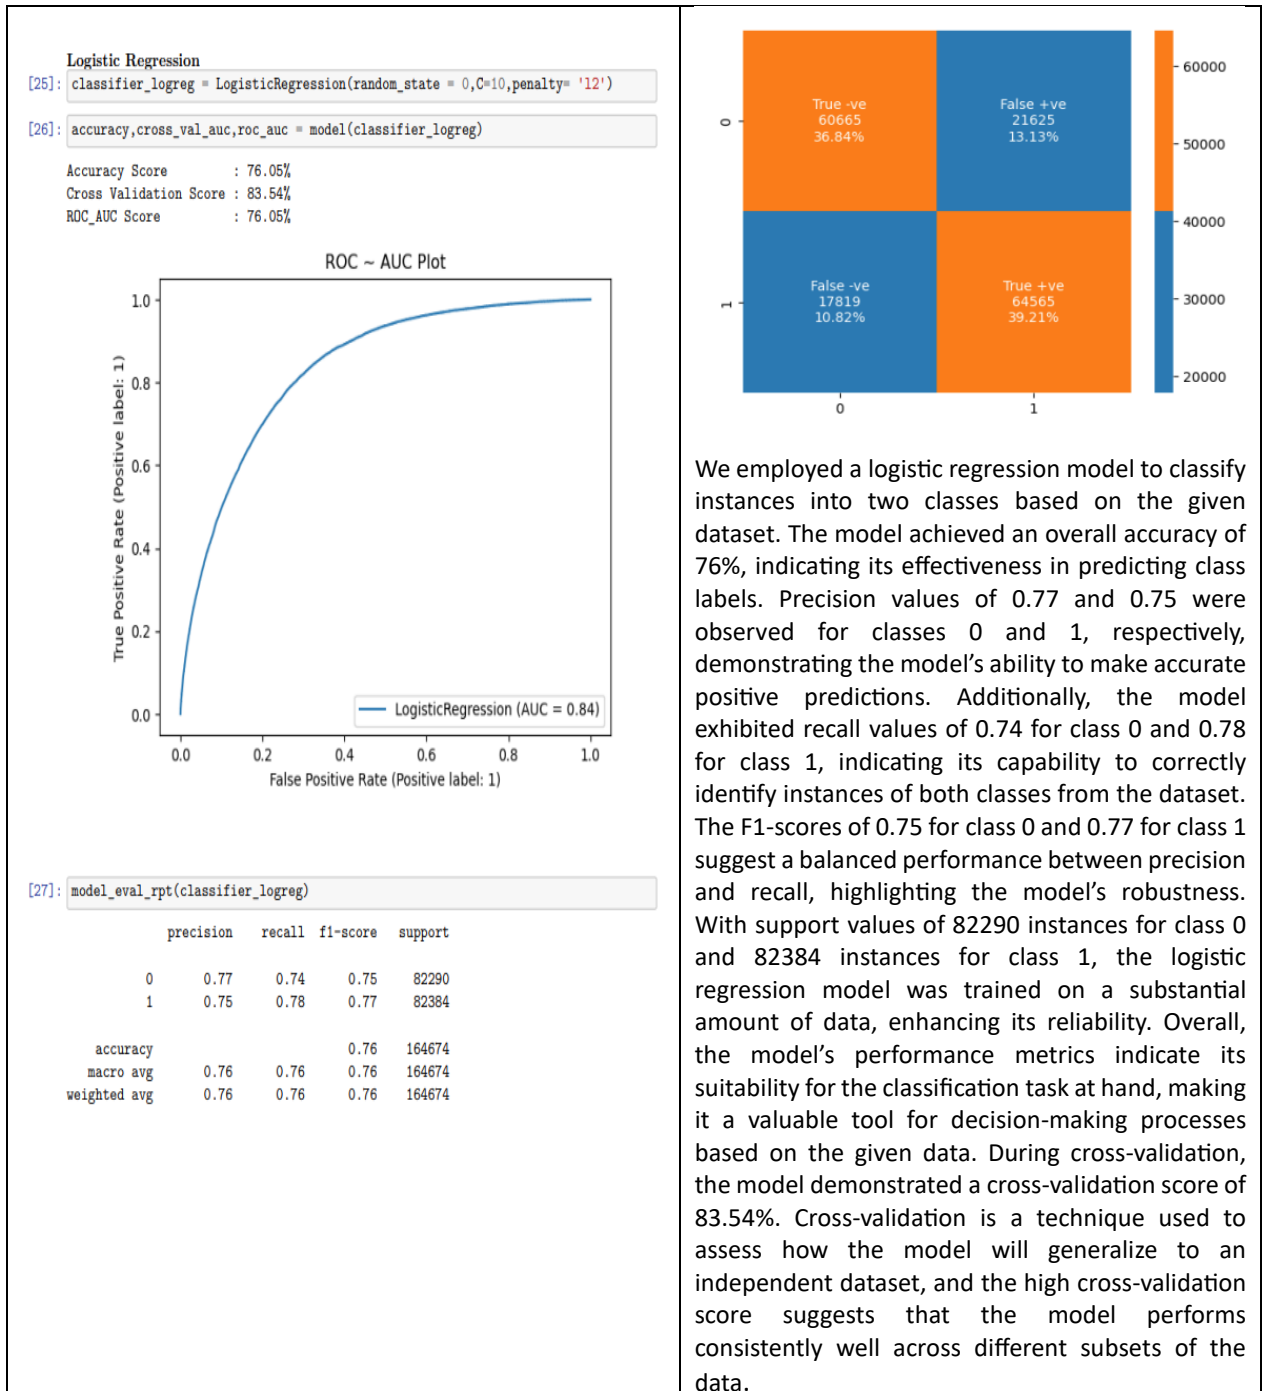 Logistic Regression
[25]: classifier_logreg = LogisticRegression(random_state = 0,C=10,penalty= 'l2')
[26]: accuracy,cross_val_auc,roc_auc = model(classifier_logreg)
Accuracy Score : 76.05%
Cross Validation Score : 83.54%
ROC_AUC Score : 76.05%
ROC ~ AUC Plot
True Positive Rate (Positive label: 1)
1.0
0.8
0.6
0.4
0.2
0.0
LogisticRegression (AUC = 0.84)
0.0 0.2 0.4 0.6 0.8 1.0
False Positive Rate (Positive label: 1)
[27]: model_eval_rpt(classifier_logreg)
precision recall f1-score support
0 0.77 0.74 0.75 82290
1 0.75 0.78 0.77 82384
accuracy 0.76 164674
macro avg 0.76 0.76 0.76 164674
weighted avg 0.76 0.76 0.76 164674
0
True -ve
60665
36.84%
False +ve
21625
13.13%
1
False -ve
17819
10.82%
True +ve
64565
39.21%
0 1
60000
50000
40000
30000
20000
We employed a logistic regression model to classify
instances into two classes based on the given
dataset. The model achieved an overall accuracy of
76%, indicating its effectiveness in predicting class
labels. Precision values of 0.77 and 0.75 were
observed for classes 0 and 1, respectively,
demonstrating the model’s ability to make accurate
positive predictions. Additionally, the model
exhibited recall values of 0.74 for class 0 and 0.78
for class 1, indicating its capability to correctly
identify instances of both classes from the dataset.
The F1-scores of 0.75 for class 0 and 0.77 for class 1
suggest a balanced performance between precision
and recall, highlighting the model’s robustness.
With support values of 82290 instances for class 0
and 82384 instances for class 1, the logistic
regression model was trained on a substantial
amount of data, enhancing its reliability. Overall,
the model’s performance metrics indicate its
suitability for the classification task at hand, making
it a valuable tool for decision-making processes
based on the given data. During cross-validation,
the model demonstrated a cross-validation score of
83.54%. Cross-validation is a technique used to
assess how the model will generalize to an
independent dataset, and the high cross-validation
score suggests that the model performs
consistently well across different subsets of the
data.